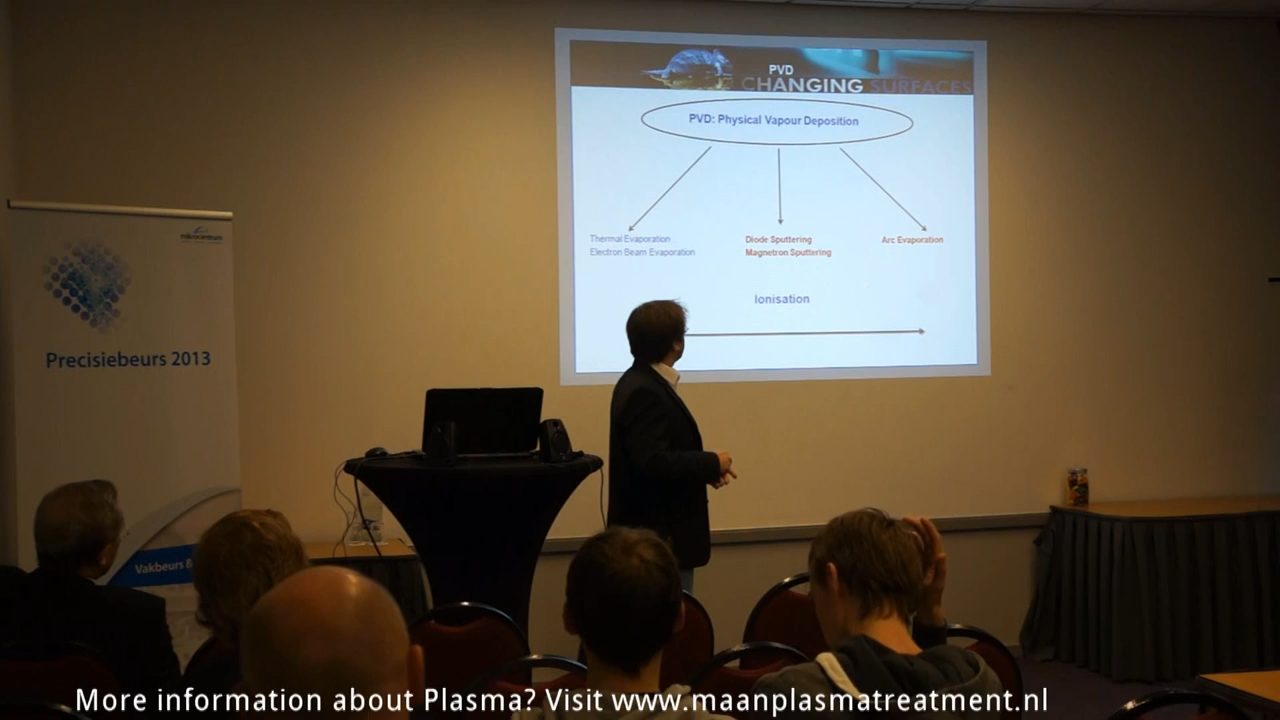 PVD
CHANGING SURFACES
PVD: Physical Vapour Deposition
Thermal Evaporation
Electron Beam Evaporation
Diode Sputtering
Magnetron Sputtering
Arc Evaporation
Ionisation
mikrocentrum
Precisiebeurs 2013
Vakbeurs
More information about Plasma? Visit www.maanplasmatreatment.nl